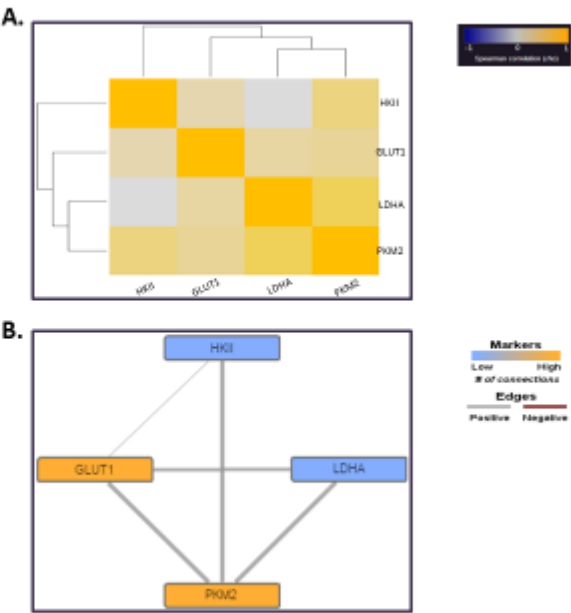 A.
-1 0 1
Spearman correlation (rho)
HKII
GLUT1
LDHA
PKM2
HKII GLUT1 LDHA PKM2
B.
HKII
GLUT1
LDHA
PKM2
Markers
Low High
# of connections
Edges
Positive Negative